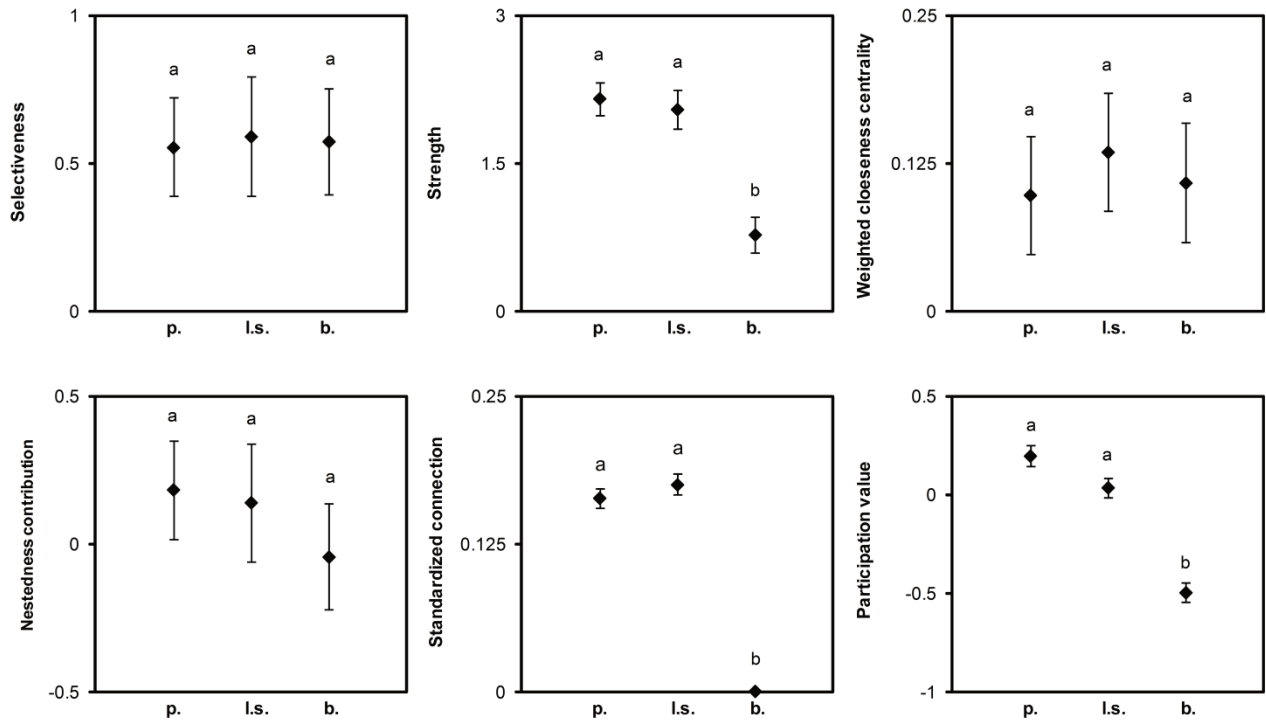 Selectiveness
1
0.5
0
a
a
a
p.
l.s.
b.
Strength
3
1.5
0
a
a
b
p.
l.s.
b.
Weighted cloeseness centrality
0.25
0.125
0
a
a
a
p.
l.s.
b.
Nestedness contribution
0.5
0
-0.5
a
a
a
p.
l.s.
b.
Standardized connection
0.25
0.125
0
a
a
b
p.
l.s.
b.
Participation value
0.5
0
-0.5
-1
a
a
b
p.
l.s.
b.